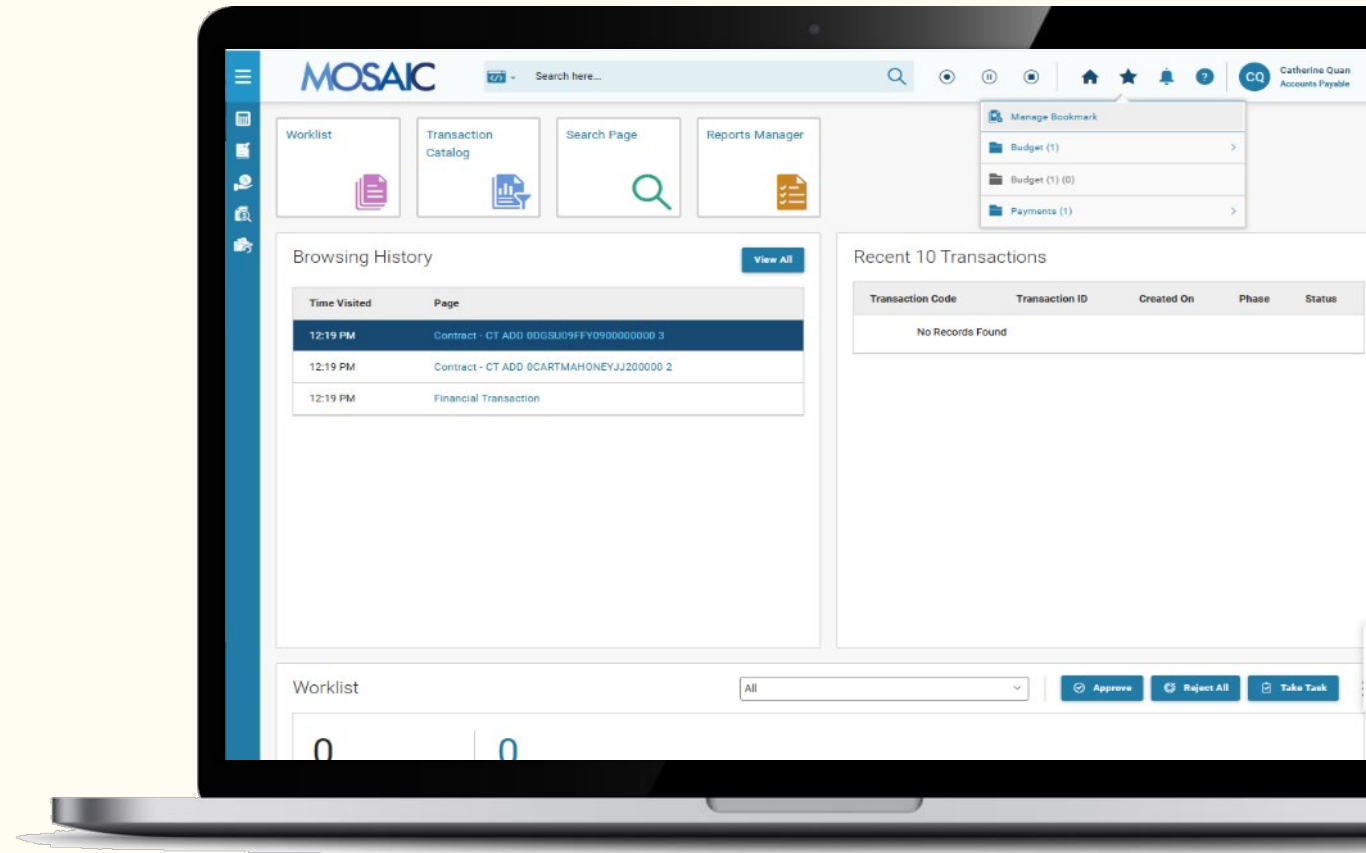 MOSAIC
Search here...
?
CQ
Catherine Quan
Accounts Payable
Manage Bookmark
Budget (1)
Budget (1) (0)
Payments (1)
Worklist
Transaction
Catalog
Search Page
Reports Manager
Browsing History
View All
Time Visited Page
12:19 PM Contract - CT ADD 0DGSU09FFY0900000000 3
12:19 PM Contract - CT ADD 0CARTMAHONEYJJ200000 2
12:19 PM Financial Transaction
Recent 10 Transactions
Transaction Code Transaction ID Created On Phase Status
No Records Found
Worklist
All
Approve
Reject All
Take Task
0 0